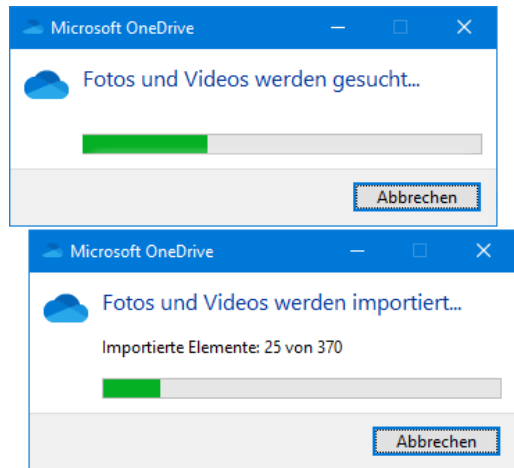 Microsoft OneDrive
Fotos und Videos werden gesucht...
Abbrechen
Microsoft OneDrive
Fotos und Videos werden importiert...
Importierte Elemente: 25 von 370
Abbrechen